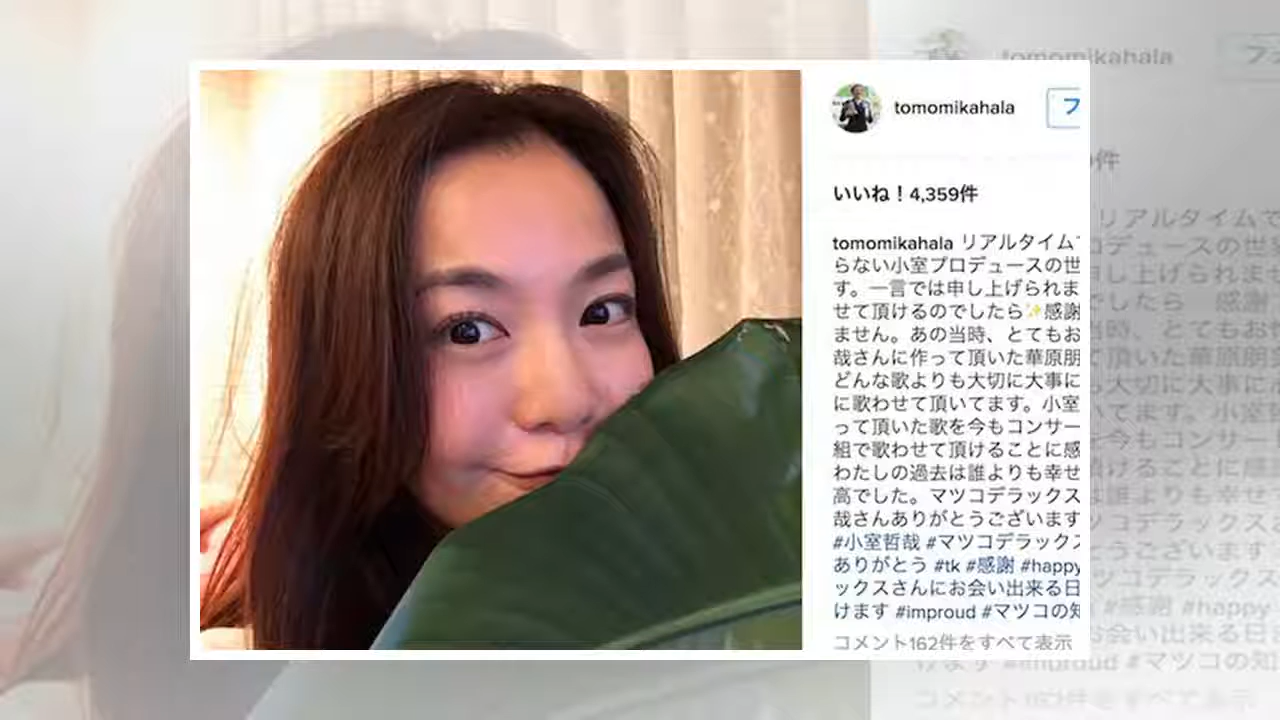 tomomikahala
フ
いいね！4,359件
tomomikahala リアルタイム
らない小室プロデュースの世
す。一言では申し上げられま
せて頂けるのでしたら✨感謝
ません。あの当時、とてもお
哉さんに作って頂いた華原朋
どんな歌よりも大切に大事に
に歌わせて頂いてます。小室
って頂いた歌を今もコンサー
組で歌わせて頂けることに感
わたしの過去は誰よりも幸せ
高でした。マツコデラックス
哉さんありがとうございます
#小室哲哉 #マツコデラックス
ありがとう #tk #感謝 #happy
ックスさんにお会い出来る日
けます #improud #マツコの知
コメント162件をすべて表示